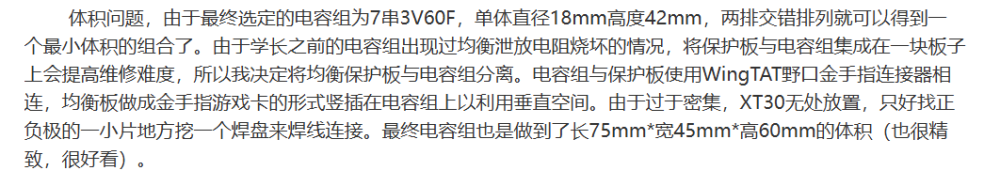 体积问题，由于最终选定的电容组为7串3V60F，单体直径18mm高度42mm，两排交错排列就可以得到一
个最小体积的组合了。由于学长之前的电容组出现过均衡泄放电阻烧坏的情况，将保护板与电容组集成在一块板子
上会提高维修难度，所以我决定将均衡保护板与电容组分离。电容组与保护板使用WingTAT野口金手指连接器相
连，均衡板做成金手指游戏卡的形式竖插在电容组上以利用垂直空间。由于过于密集，XT30无处放置，只好找正
负极的一小片地方挖一个焊盘来焊线连接。最终电容组也是做到了长75mm*宽45mm*高60mm的体积（也很精
致，很好看）。